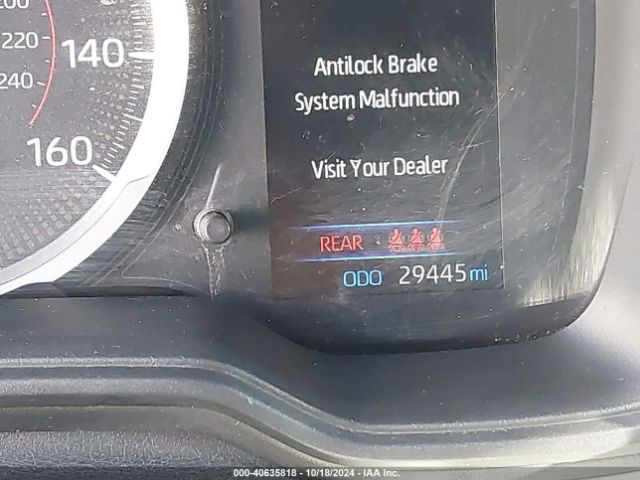 200
220
240
140
160
Antilock Brake
System Malfunction
Visit Your Dealer
REAR
ODO 29445 mi
000-40635818 - 10/18/2024 - IAA Inc.